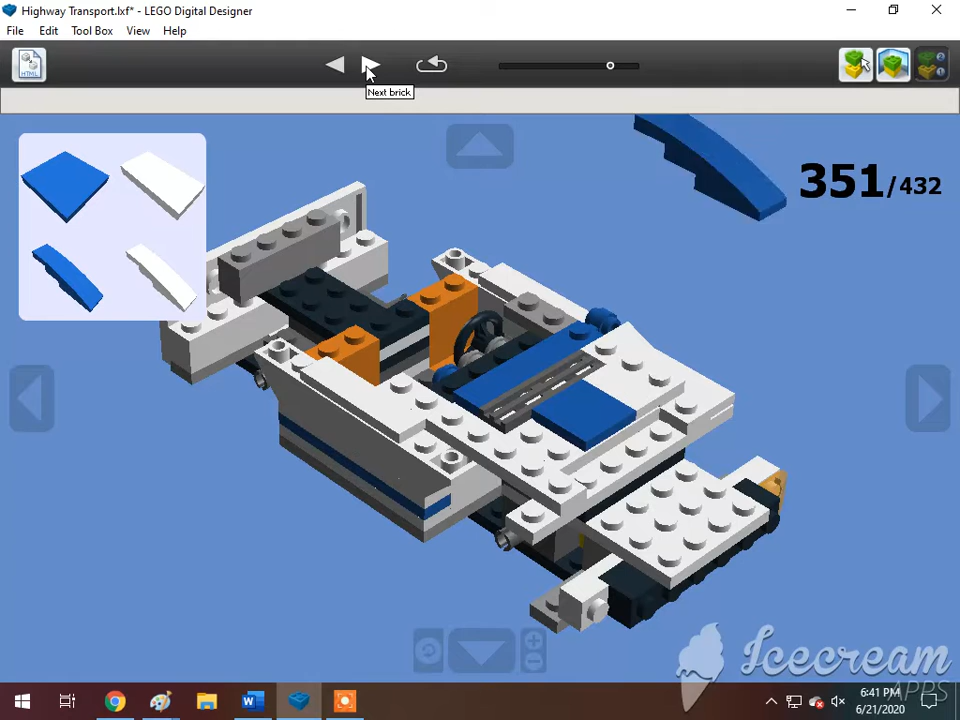 Highway Transport.lxf* - LEGO Digital Designer
File Edit Tool Box View Help
HTML
Next brick
351/432
Icecream
APPS
6:41 PM
6/21/2020